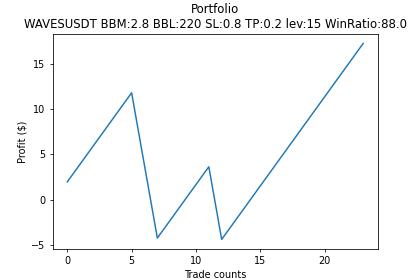 Portfolio
WAVESUSDT BBM:2.8 BBL:220 SL:0.8 TP:0.2 lev:15 WinRatio:88.0
Profit ($)
15
10
5
0
−5
0 5 10 15 20
Trade counts